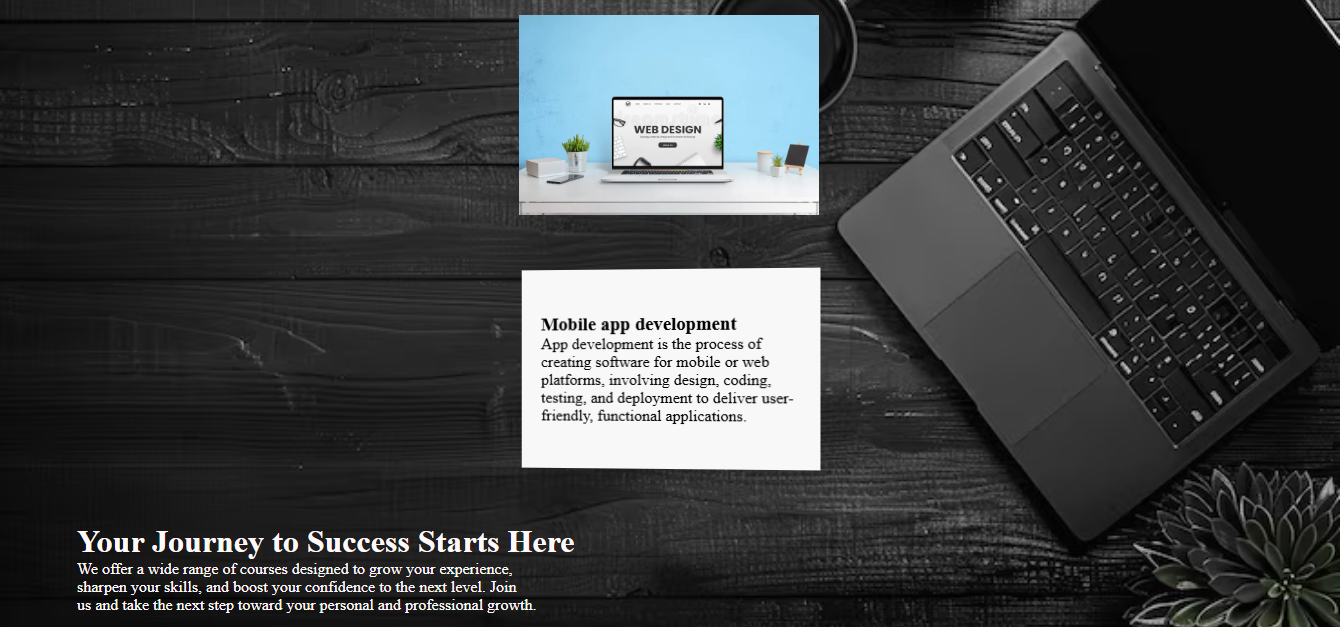 WEB DESIGN
Mobile app development
App development is the process of
creating software for mobile or web
platforms, involving design, coding,
testing, and deployment to deliver user-
friendly, functional applications.
Your Journey to Success Starts Here
We offer a wide range of courses designed to grow your experience,
sharpen your skills, and boost your confidence to the next level. Join
us and take the next step toward your personal and professional growth.